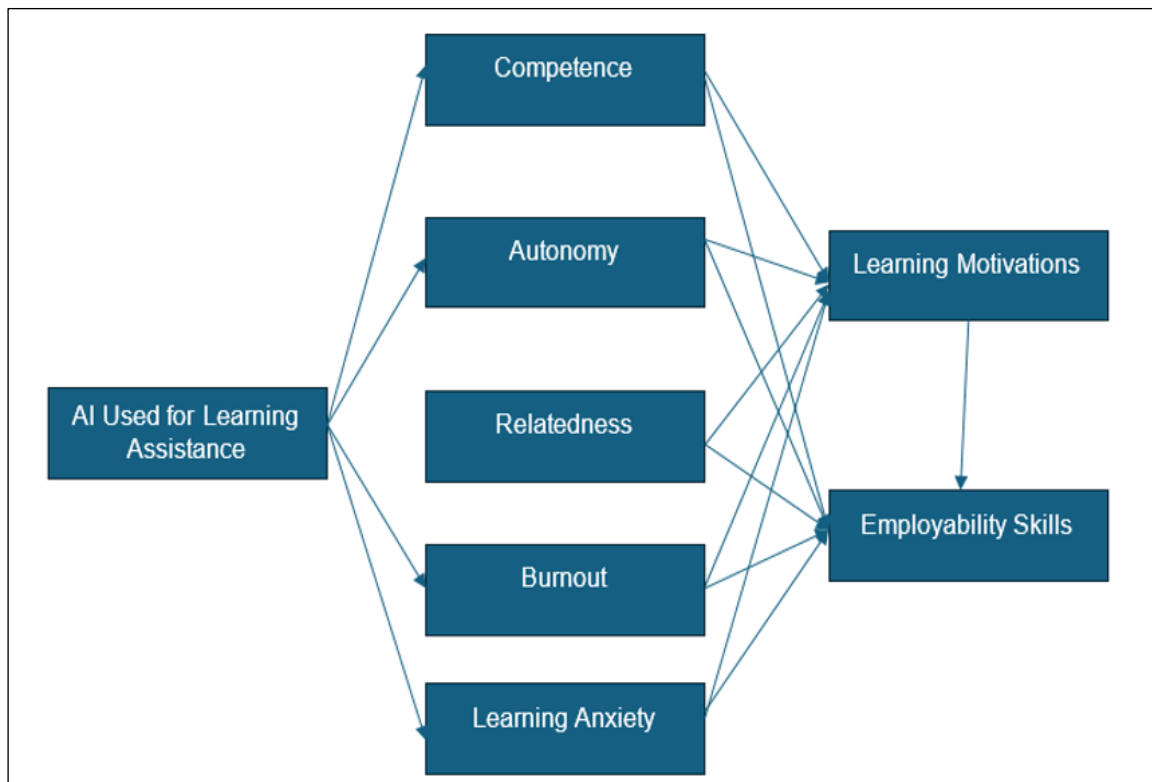 Competence
Autonomy
Learning Motivations
AI Used for Learning
Assistance
Relatedness
Employability Skills
Burnout
Learning Anxiety